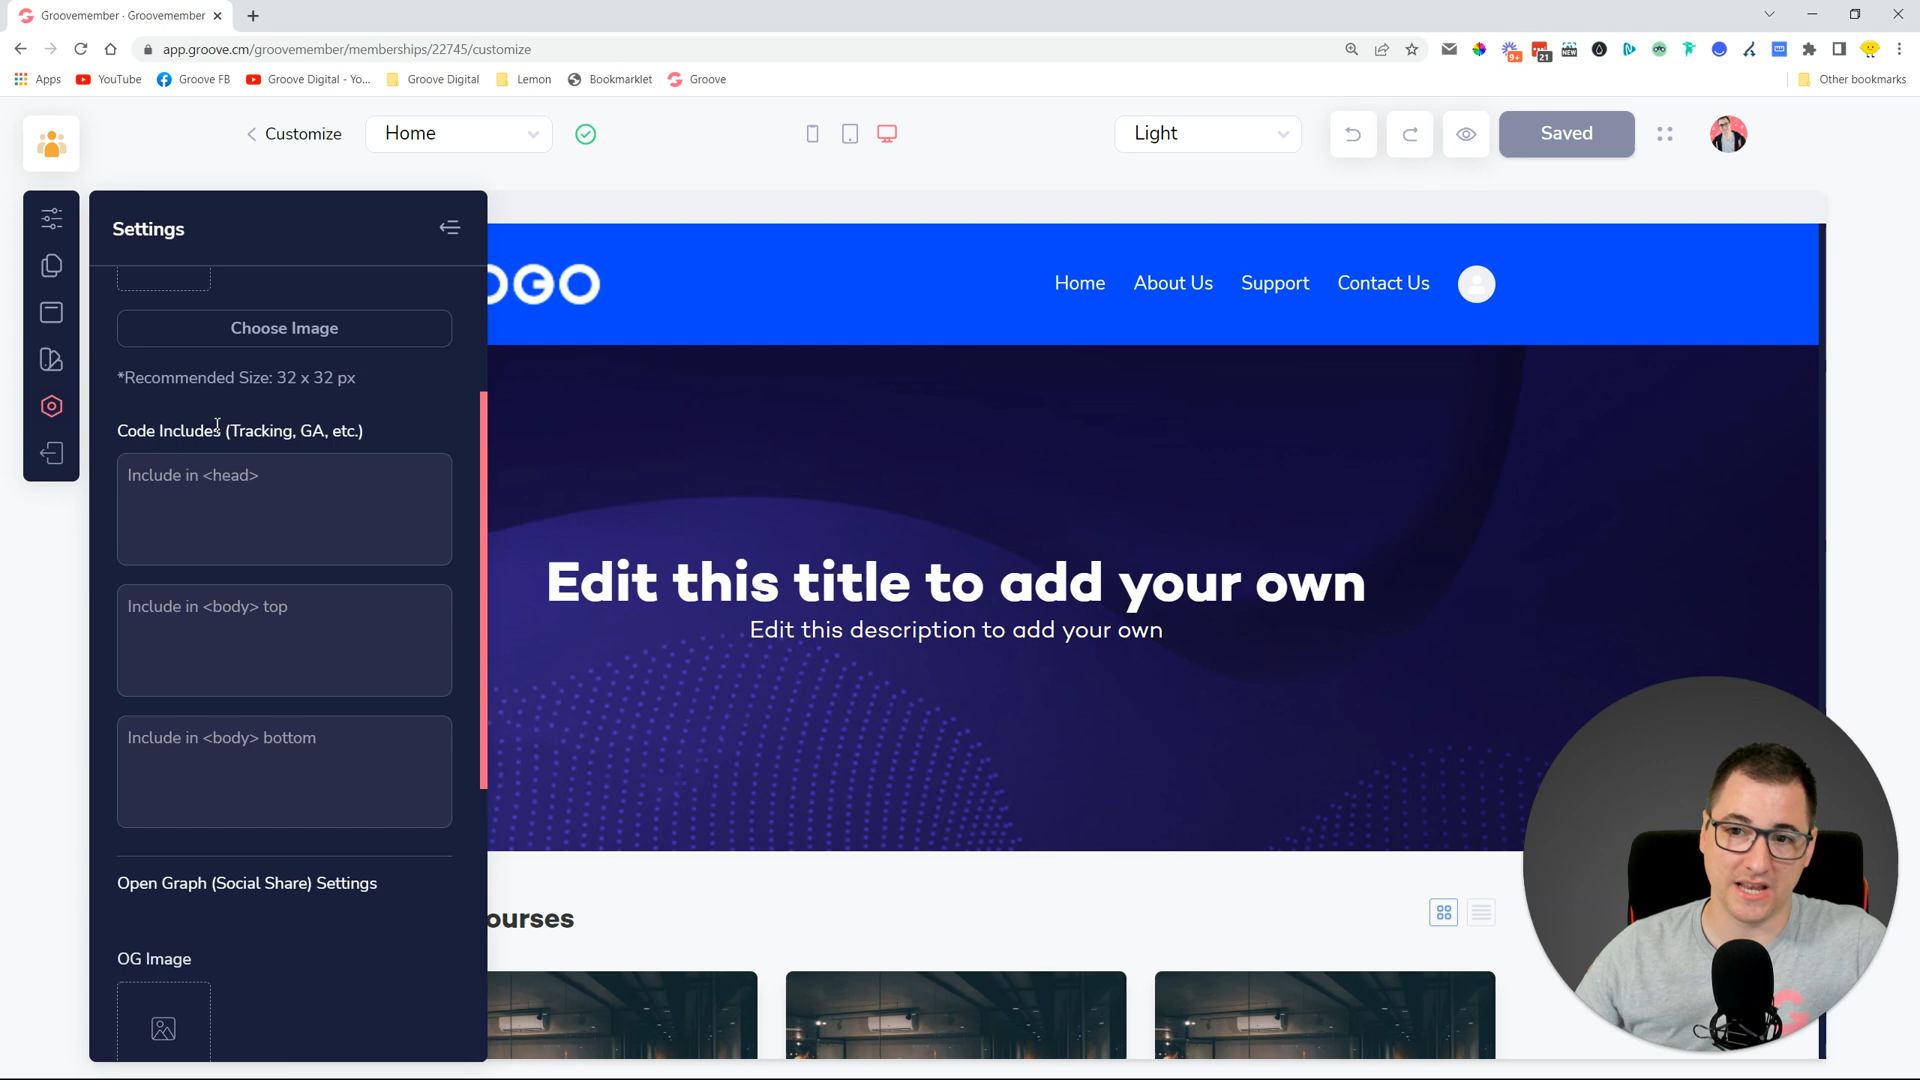 Groovemember · Groovemember
app.groove.cm/groovemember/memberships/22745/customize
9+
21
NEW
Apps
YouTube
Groove FB
Groove Digital - Yo...
Groove Digital
Lemon
Bookmarklet
Groove
Other bookmarks
Customize
Home
Light
Saved
Settings
Choose Image
*Recommended Size: 32 x 32 px
Code Includes (Tracking, GA, etc.)
Include in <head>
Include in <body> top
Include in <body> bottom
Open Graph (Social Share) Settings
OG Image
OGO
Home
About Us
Support
Contact Us
Edit this title to add your own
Edit this description to add your own
ourses